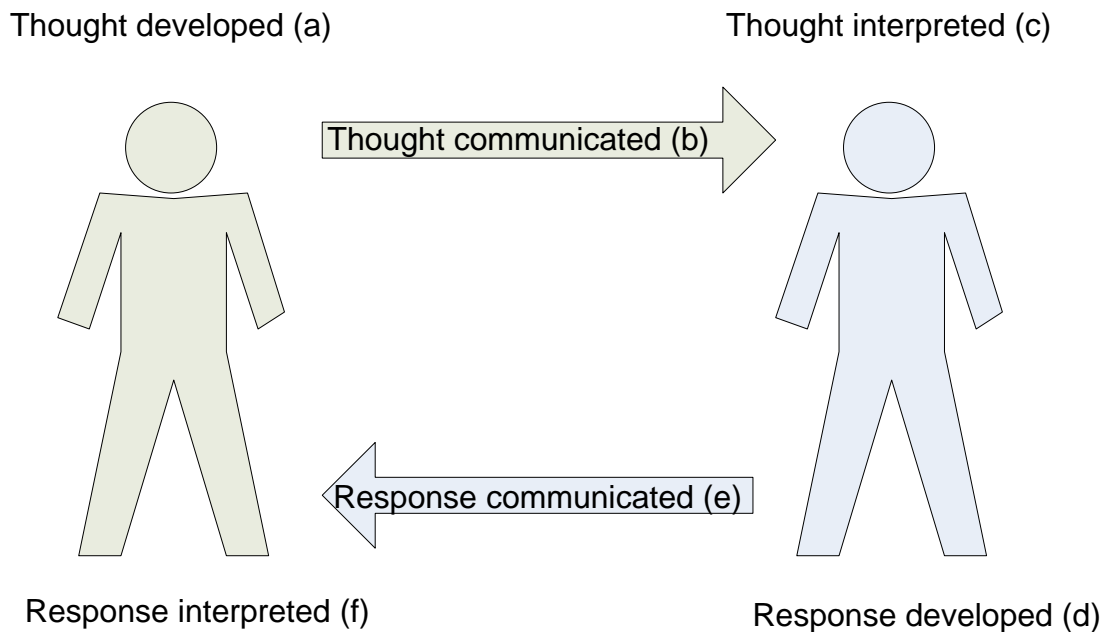 Thought developed (a)
Thought interpreted (c)
Thought communicated (b)
Response communicated (e)
Response interpreted (f)
Response developed (d)